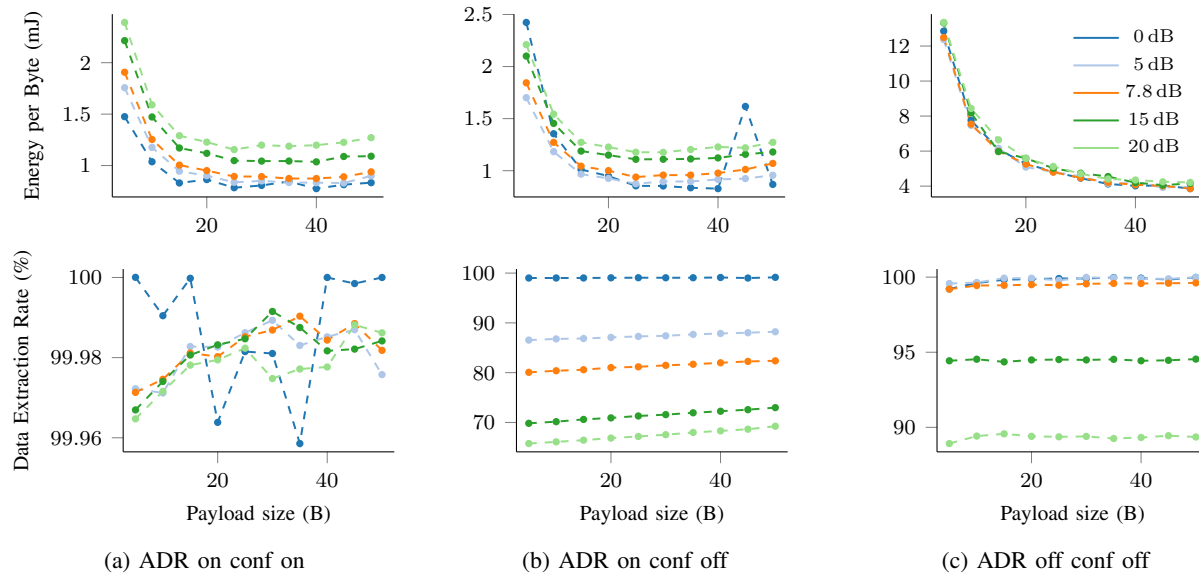 Energy per Byte (mJ)
2
1.5
1
20
40
2.5
2
1.5
1
20
40
12
10
8
6
4
20
40
0 dB
5 dB
7.8 dB
15 dB
20 dB
Data Extraction Rate (%)
100
99.98
99.96
20
40
Payload size (B)
100
90
80
70
20
40
Payload size (B)
100
95
90
20
40
Payload size (B)
(a) ADR on conf on
(b) ADR on conf off
(c) ADR off conf off